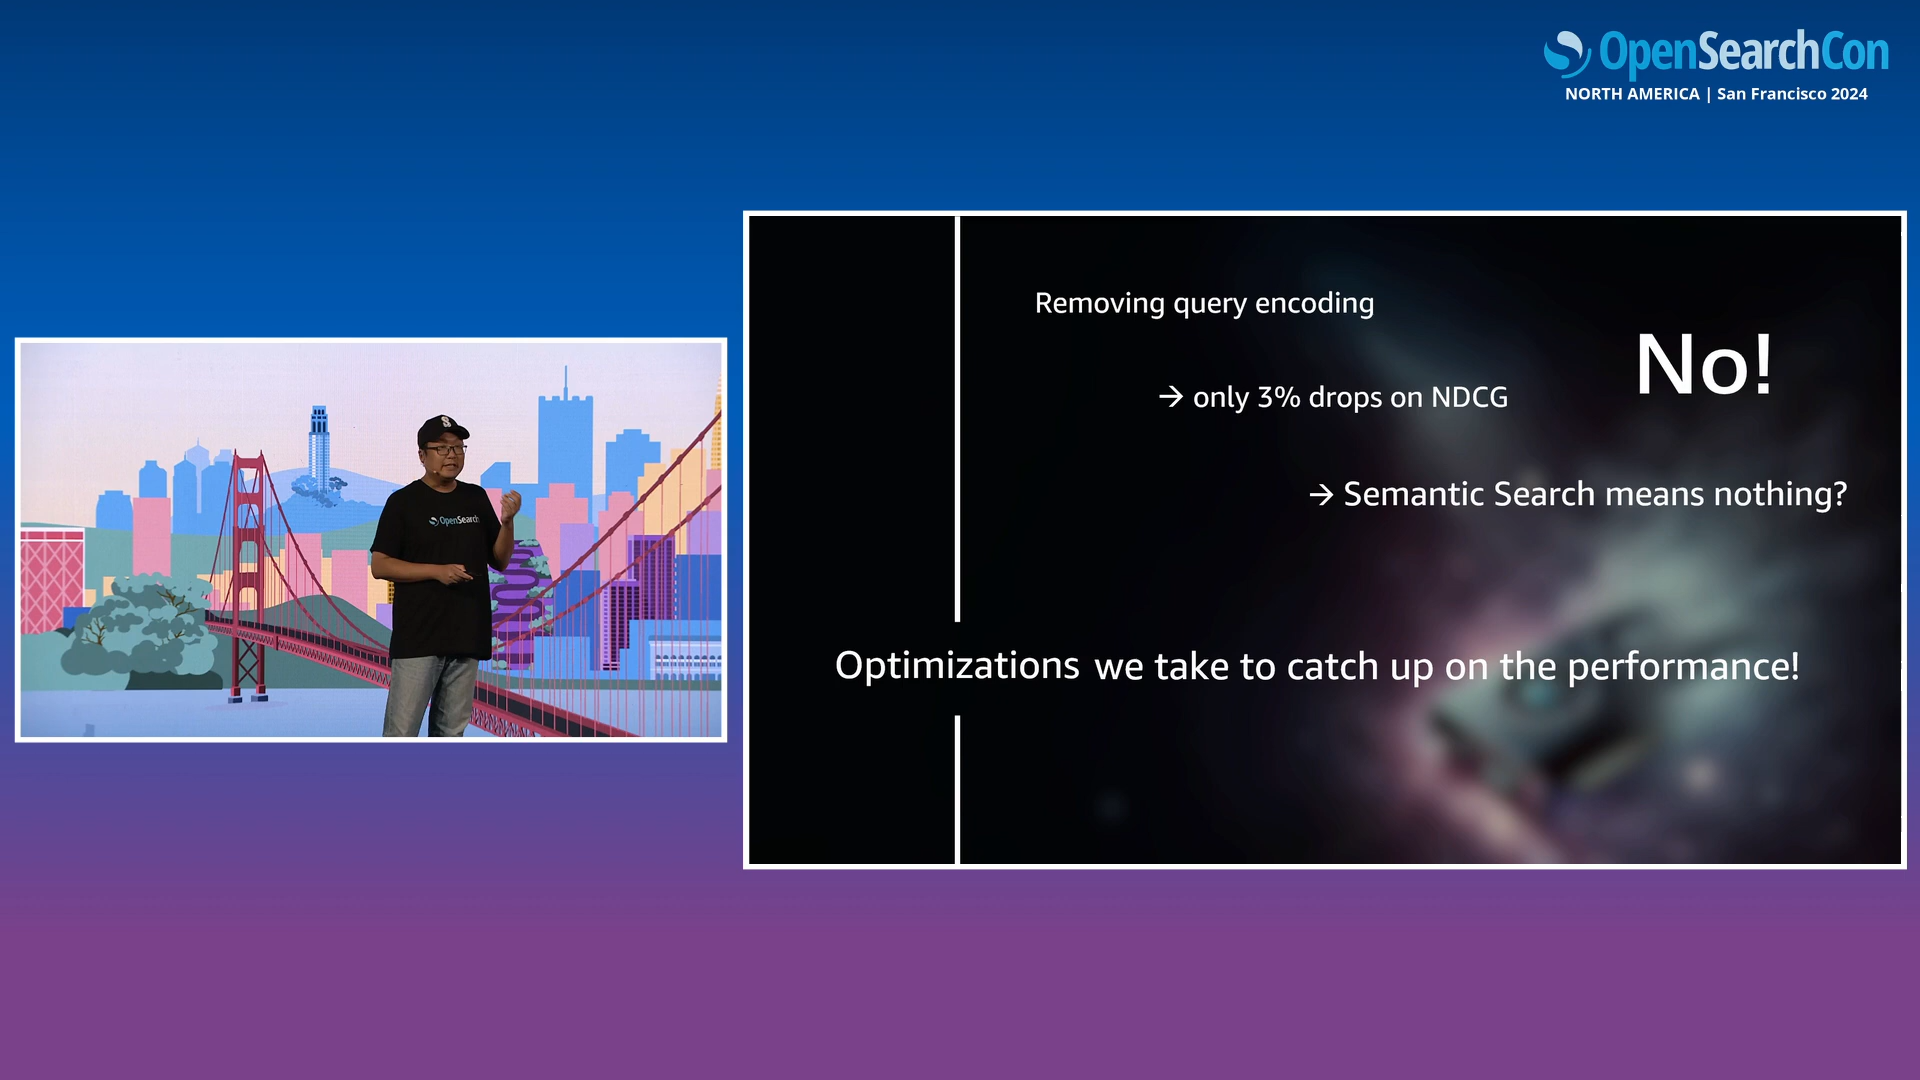 OpenSearchCon
NORTH AMERICA | San Francisco 2024
Removing query encoding
No!
→ only 3% drops on NDCG
→ Semantic Search means nothing?
Optimizations we take to catch up on the performance!
S
OpenSearch